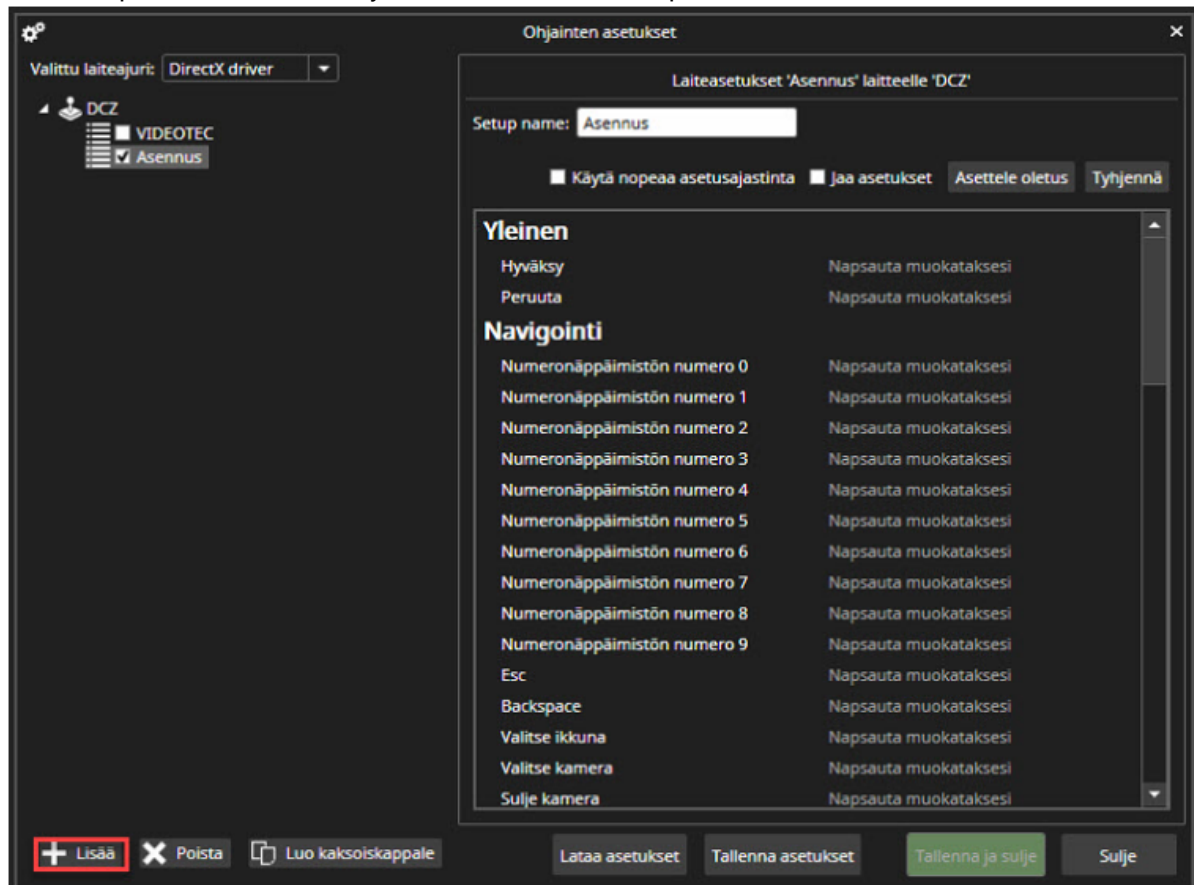 Ohjainten asetukset
Valittu laiteajuri: DirectX driver
DCZ
VIDEOTEC
Asennus
Laiteasetukset 'Asennus' laitteelle 'DCZ'
Setup name: Asennus
Käytä nopeaa asetusajastinta Jaa asetukset Asettele oletus Tyhjennä
Yleinen
Hyväksy Napsauta muokataksesi
Peruuta Napsauta muokataksesi
Navigointi
Numeronäppäimistön numero 0 Napsauta muokataksesi
Numeronäppäimistön numero 1 Napsauta muokataksesi
Numeronäppäimistön numero 2 Napsauta muokataksesi
Numeronäppäimistön numero 3 Napsauta muokataksesi
Numeronäppäimistön numero 4 Napsauta muokataksesi
Numeronäppäimistön numero 5 Napsauta muokataksesi
Numeronäppäimistön numero 6 Napsauta muokataksesi
Numeronäppäimistön numero 7 Napsauta muokataksesi
Numeronäppäimistön numero 8 Napsauta muokataksesi
Numeronäppäimistön numero 9 Napsauta muokataksesi
Esc Napsauta muokataksesi
Backspace Napsauta muokataksesi
Valitse ikkuna Napsauta muokataksesi
Valitse kamera Napsauta muokataksesi
Sulje kamera Napsauta muokataksesi
Lisää Poista Luo kaksoiskappale Lataa asetukset Tallenna asetukset Tallenna ja sulje Sulje